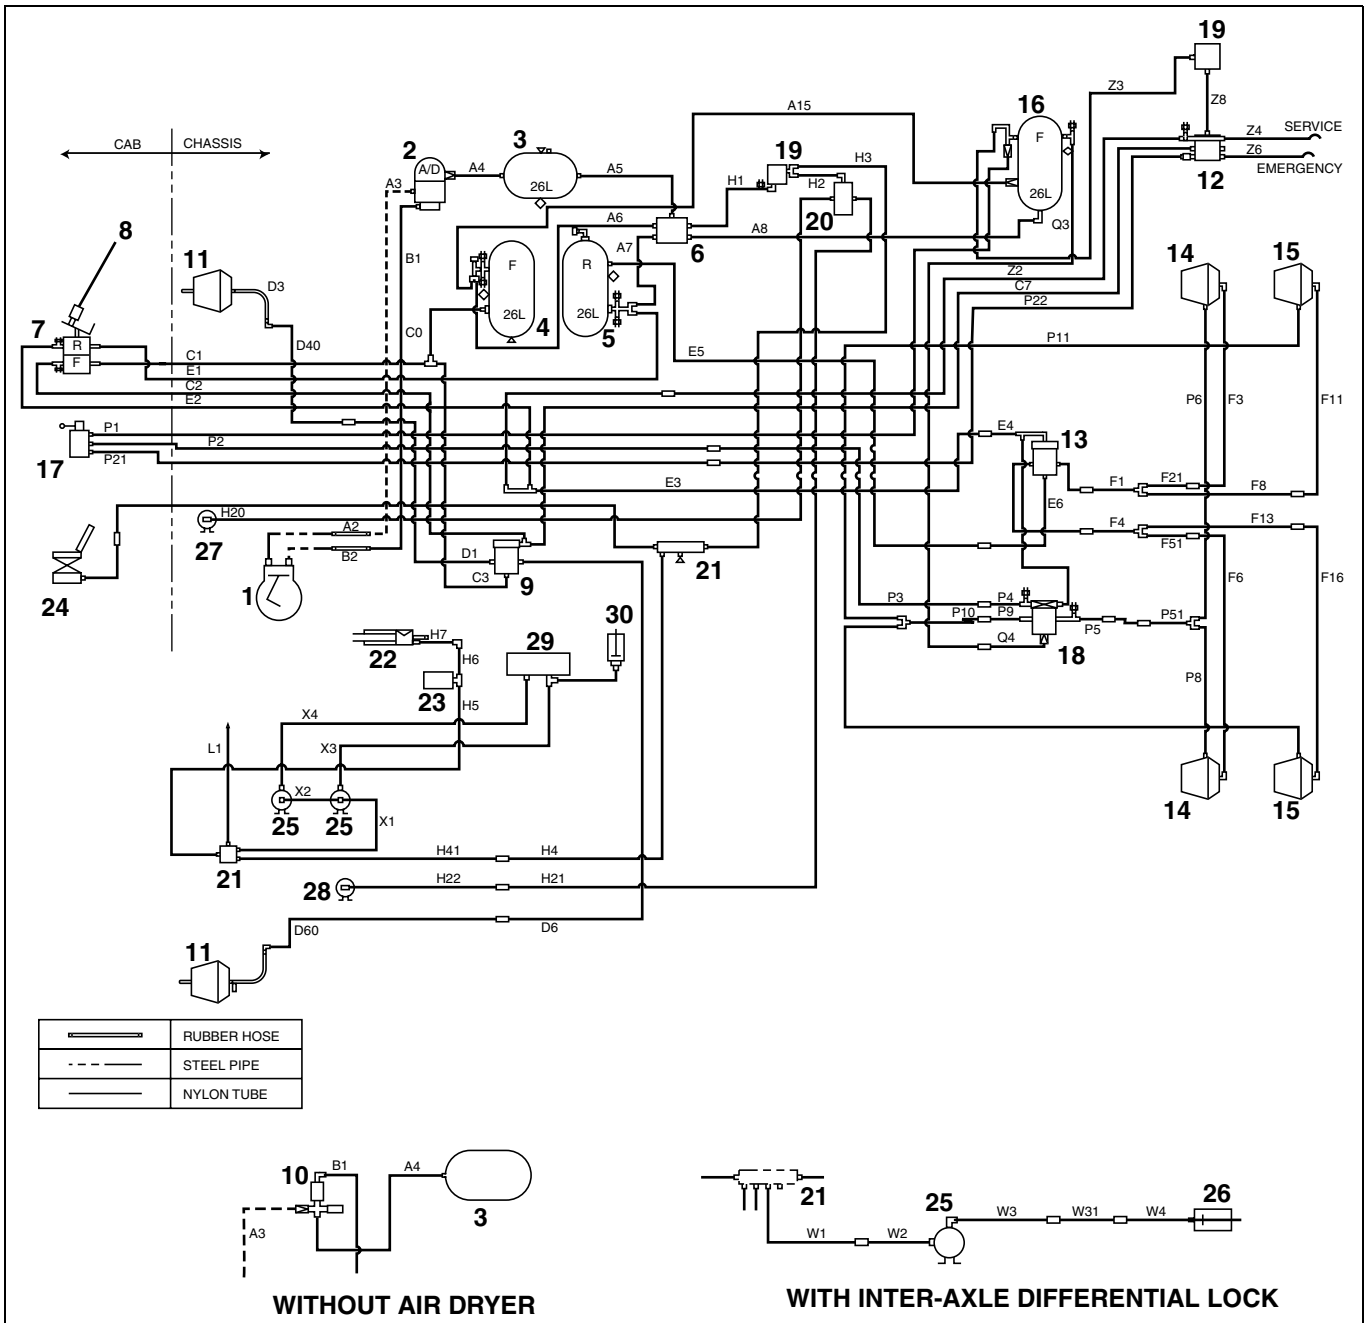 19
Z3
Z8
16
A15
Z4
SERVICE
CAB
CHASSIS
2
3
19
H3
F
A/D
A4
A5
H1
H2
Z6
EMERGENCY
12
A3
26L
26L
20
8
A6
A8
Q3
6
11
B1
F
R
A7
14
15
D3
Z2
C7
P22
7
26L
4
26L
5
C0
D40
P11
R
F
C1
E1
C2
E2
E5
P6
F3
F11
17
P1
P2
P21
E4
13
E3
F1
F21
F8
E6
H20
A2
F4
F13
F51
27
B2
D1
C3
9
21
F6
F16
24
1
P3
P4
P10
P9
P5
P51
30
Q4
18
22
H7
29
H6
23
H5
P8
X4
L1
X3
X2
25
25
X1
14
15
21
H41
H4
28
H22
H21
D60
D6
11
RUBBER HOSE
STEEL PIPE
NYLON TUBE
10
B1
A4
3
A3
21
25
26
W1
W2
W3
W31
W4
WITHOUT AIR DRYER
WITH INTER-AXLE DIFFERENTIAL LOCK